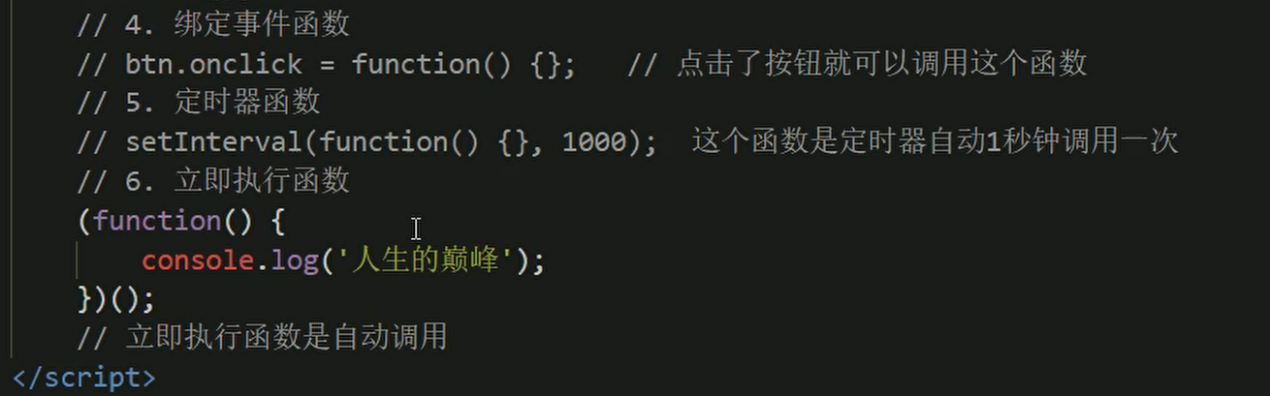 // 4. 绑定事件函数
// btn.onclick = function() {};   // 点击了按钮就可以调用这个函数
// 5. 定时器函数
// setInterval(function() {}, 1000);  这个函数是定时器自动1秒钟调用一次
// 6. 立即执行函数
(function() {
console.log('人生的巅峰');
})();
// 立即执行函数是自动调用
</script>